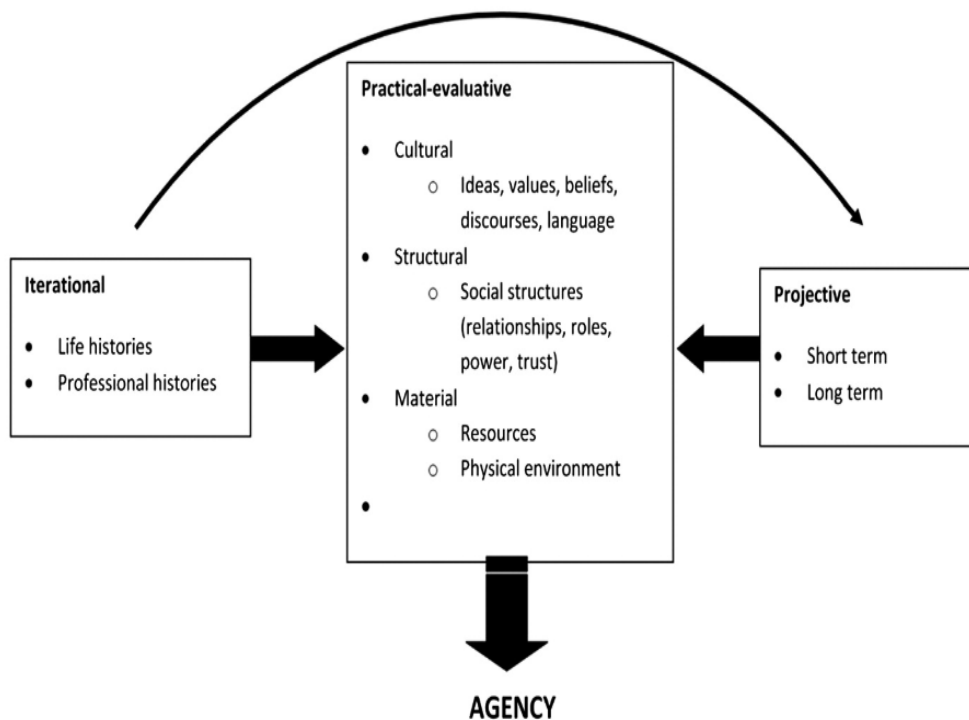 Practical-evaluative
• Cultural
o Ideas, values, beliefs,
discourses, language
• Structural
o Social structures
(relationships, roles,
power, trust)
• Material
o Resources
o Physical environment
•
Iterational
• Life histories
• Professional histories
Projective
• Short term
• Long term
AGENCY